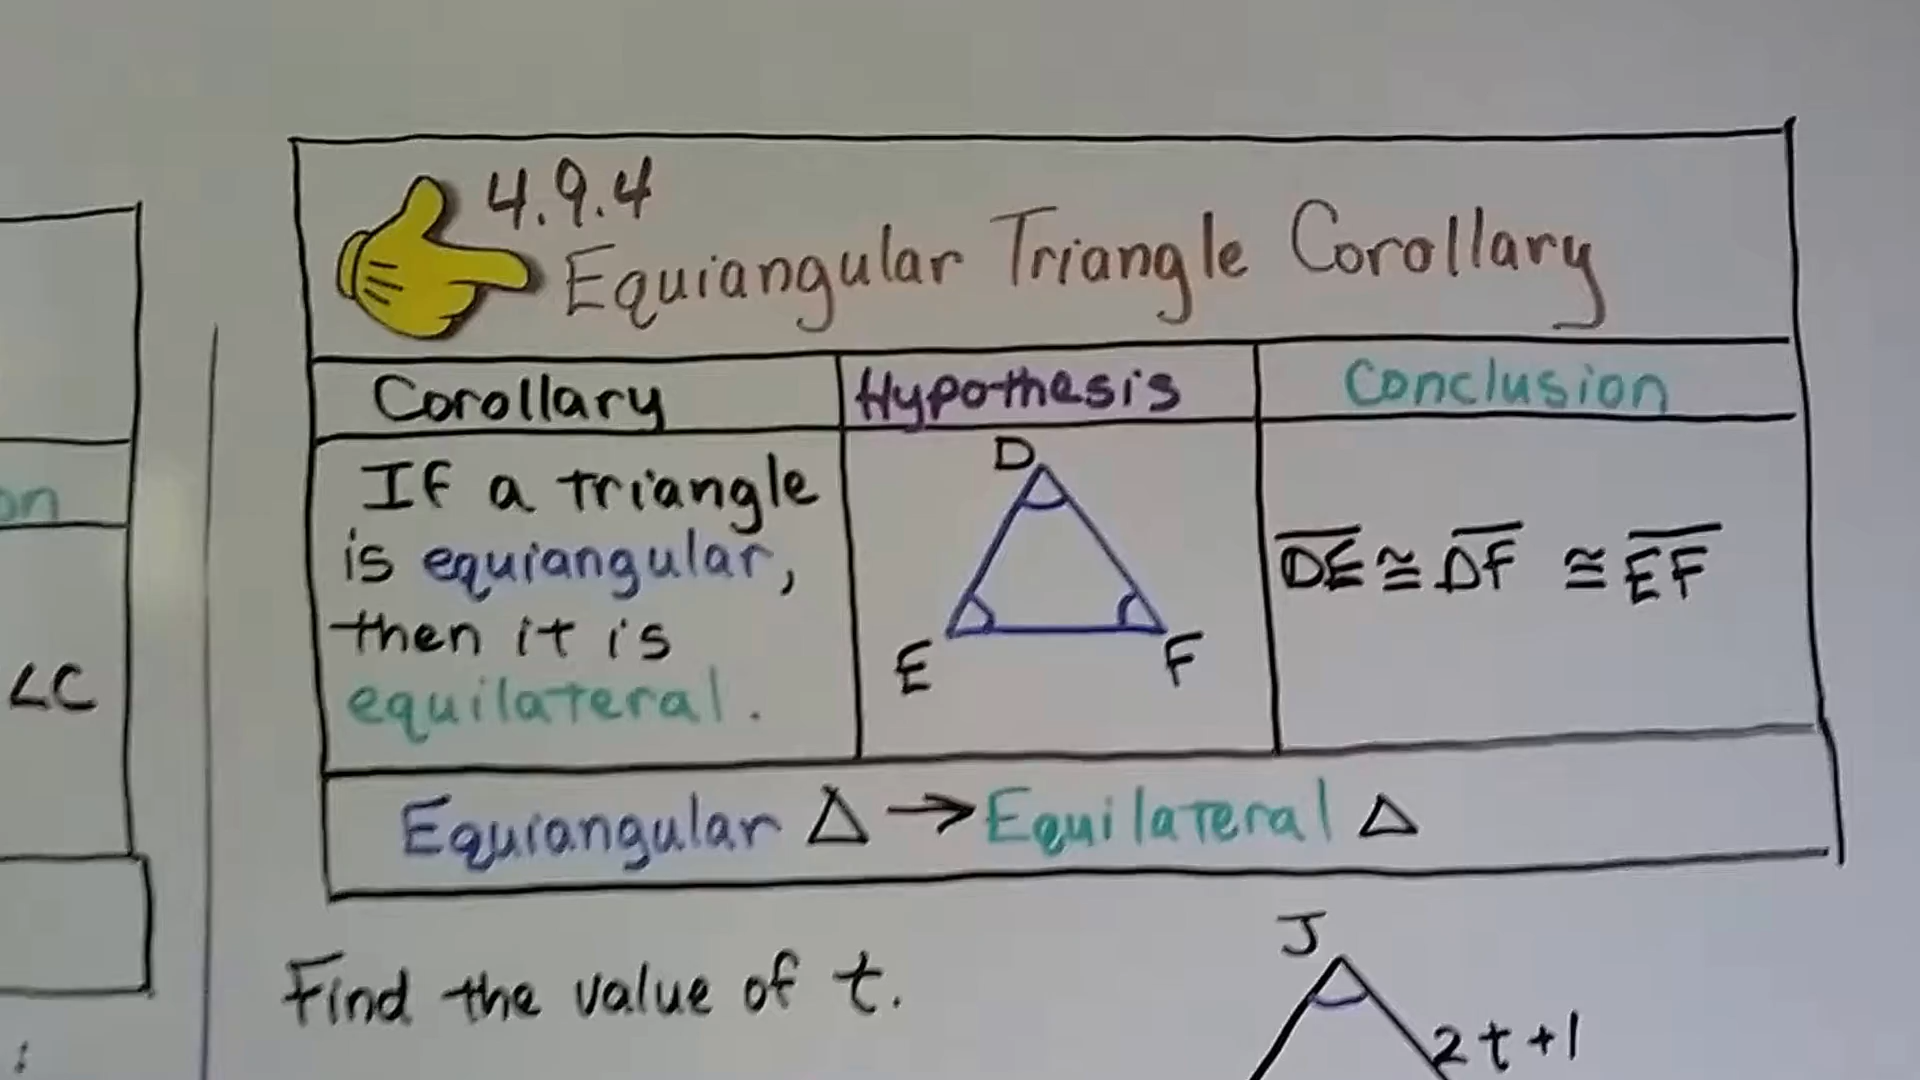 4.9.4
Equiangular Triangle Corollary
Corollary
Hypothesis
Conclusion
If a triangle
is equiangular,
then it is
equilateral.
D
E
F
DE ≅ DF ≅ EF
Equiangular △ → Equilateral △
Find the value of t.
J
2t+1
on
∠C